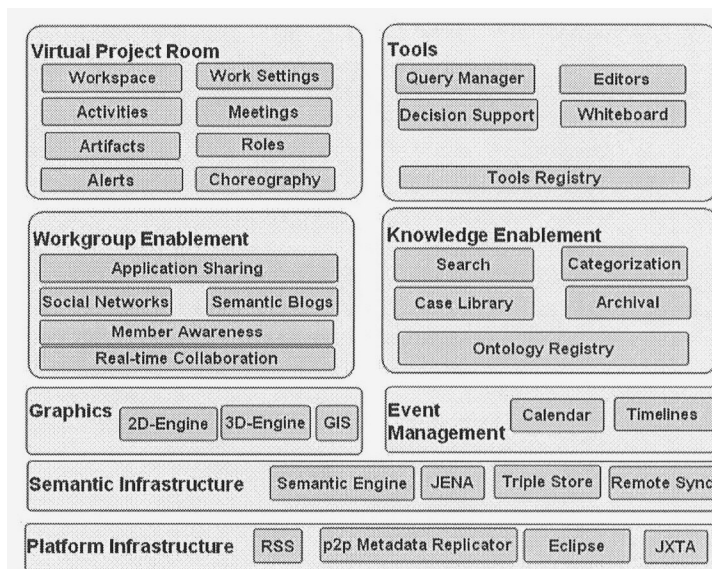 Virtual Project Room
Workspace
Work Settings
Activities
Meetings
Artifacts
Roles
Alerts
Choreography
Tools
Query Manager
Editors
Decision Support
Whiteboard
Tools Registry
Workgroup Enablement
Application Sharing
Social Networks
Semantic Blogs
Member Awareness
Real-time Collaboration
Knowledge Enablement
Search
Categorization
Case Library
Archival
Ontology Registry
Graphics
2D-Engine
3D-Engine
GIS
Event
Management
Calendar
Timelines
Semantic Infrastructure
Semantic Engine
JENA
Triple Store
Remote Sync
Platform Infrastructure
RSS
p2p Metadata Replicator
Eclipse
JXTA